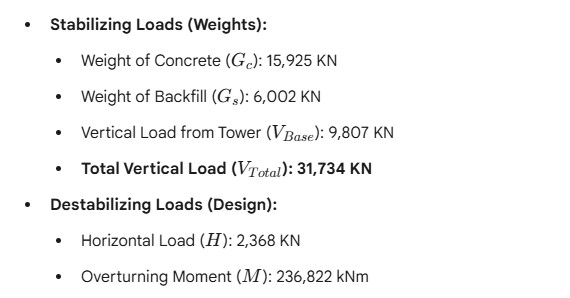 • Stabilizing Loads (Weights):
• Weight of Concrete (G_c): 15,925 KN
• Weight of Backfill (G_s): 6,002 KN
• Vertical Load from Tower (V_{Base}): 9,807 KN
• Total Vertical Load (V_{Total}): 31,734 KN
• Destabilizing Loads (Design):
• Horizontal Load (H): 2,368 KN
• Overturning Moment (M): 236,822 kNm